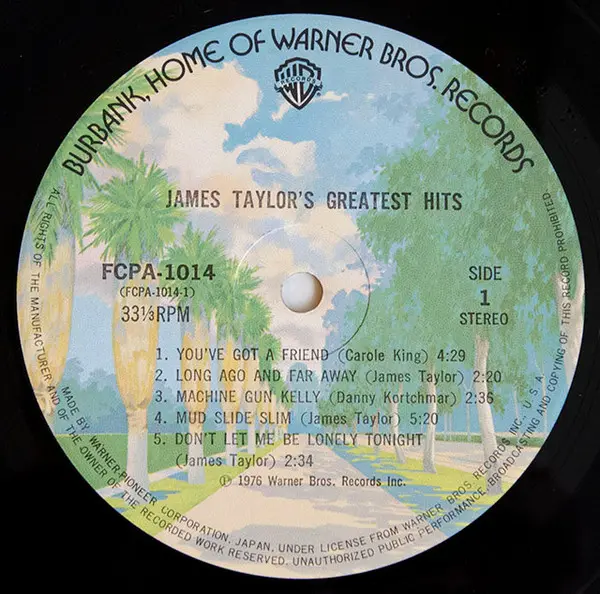 BURBANK, HOME OF WARNER BROS. RECORDS
RECORDS
JAMES TAYLOR'S GREATEST HITS
FCPA-1014
(FCPA-1014-1)
33⅓RPM
SIDE
1
STEREO
1. YOU'VE GOT A FRIEND (Carole King) 4:29
2. LONG AGO AND FAR AWAY (James Taylor) 2:20
3. MACHINE GUN KELLY (Danny Kortchmar) 2:36
4. MUD SLIDE SLIM (James Taylor) 5:20
5. DON'T LET ME BE LONELY TONIGHT
(James Taylor) 2:34
Ⓟ 1976 Warner Bros. Records Inc.
MADE BY WARNER-PIONEER CORPORATION, JAPAN, UNDER LICENSE FROM WARNER BROS. RECORDS INC., U S A
ALL RIGHTS OF THE MANUFACTURER AND OF THE OWNER OF THE RECORDED WORK RESERVED. UNAUTHORIZED PUBLIC PERFORMANCE, BROADCASTING AND COPYING OF THIS RECORD PROHIBITED